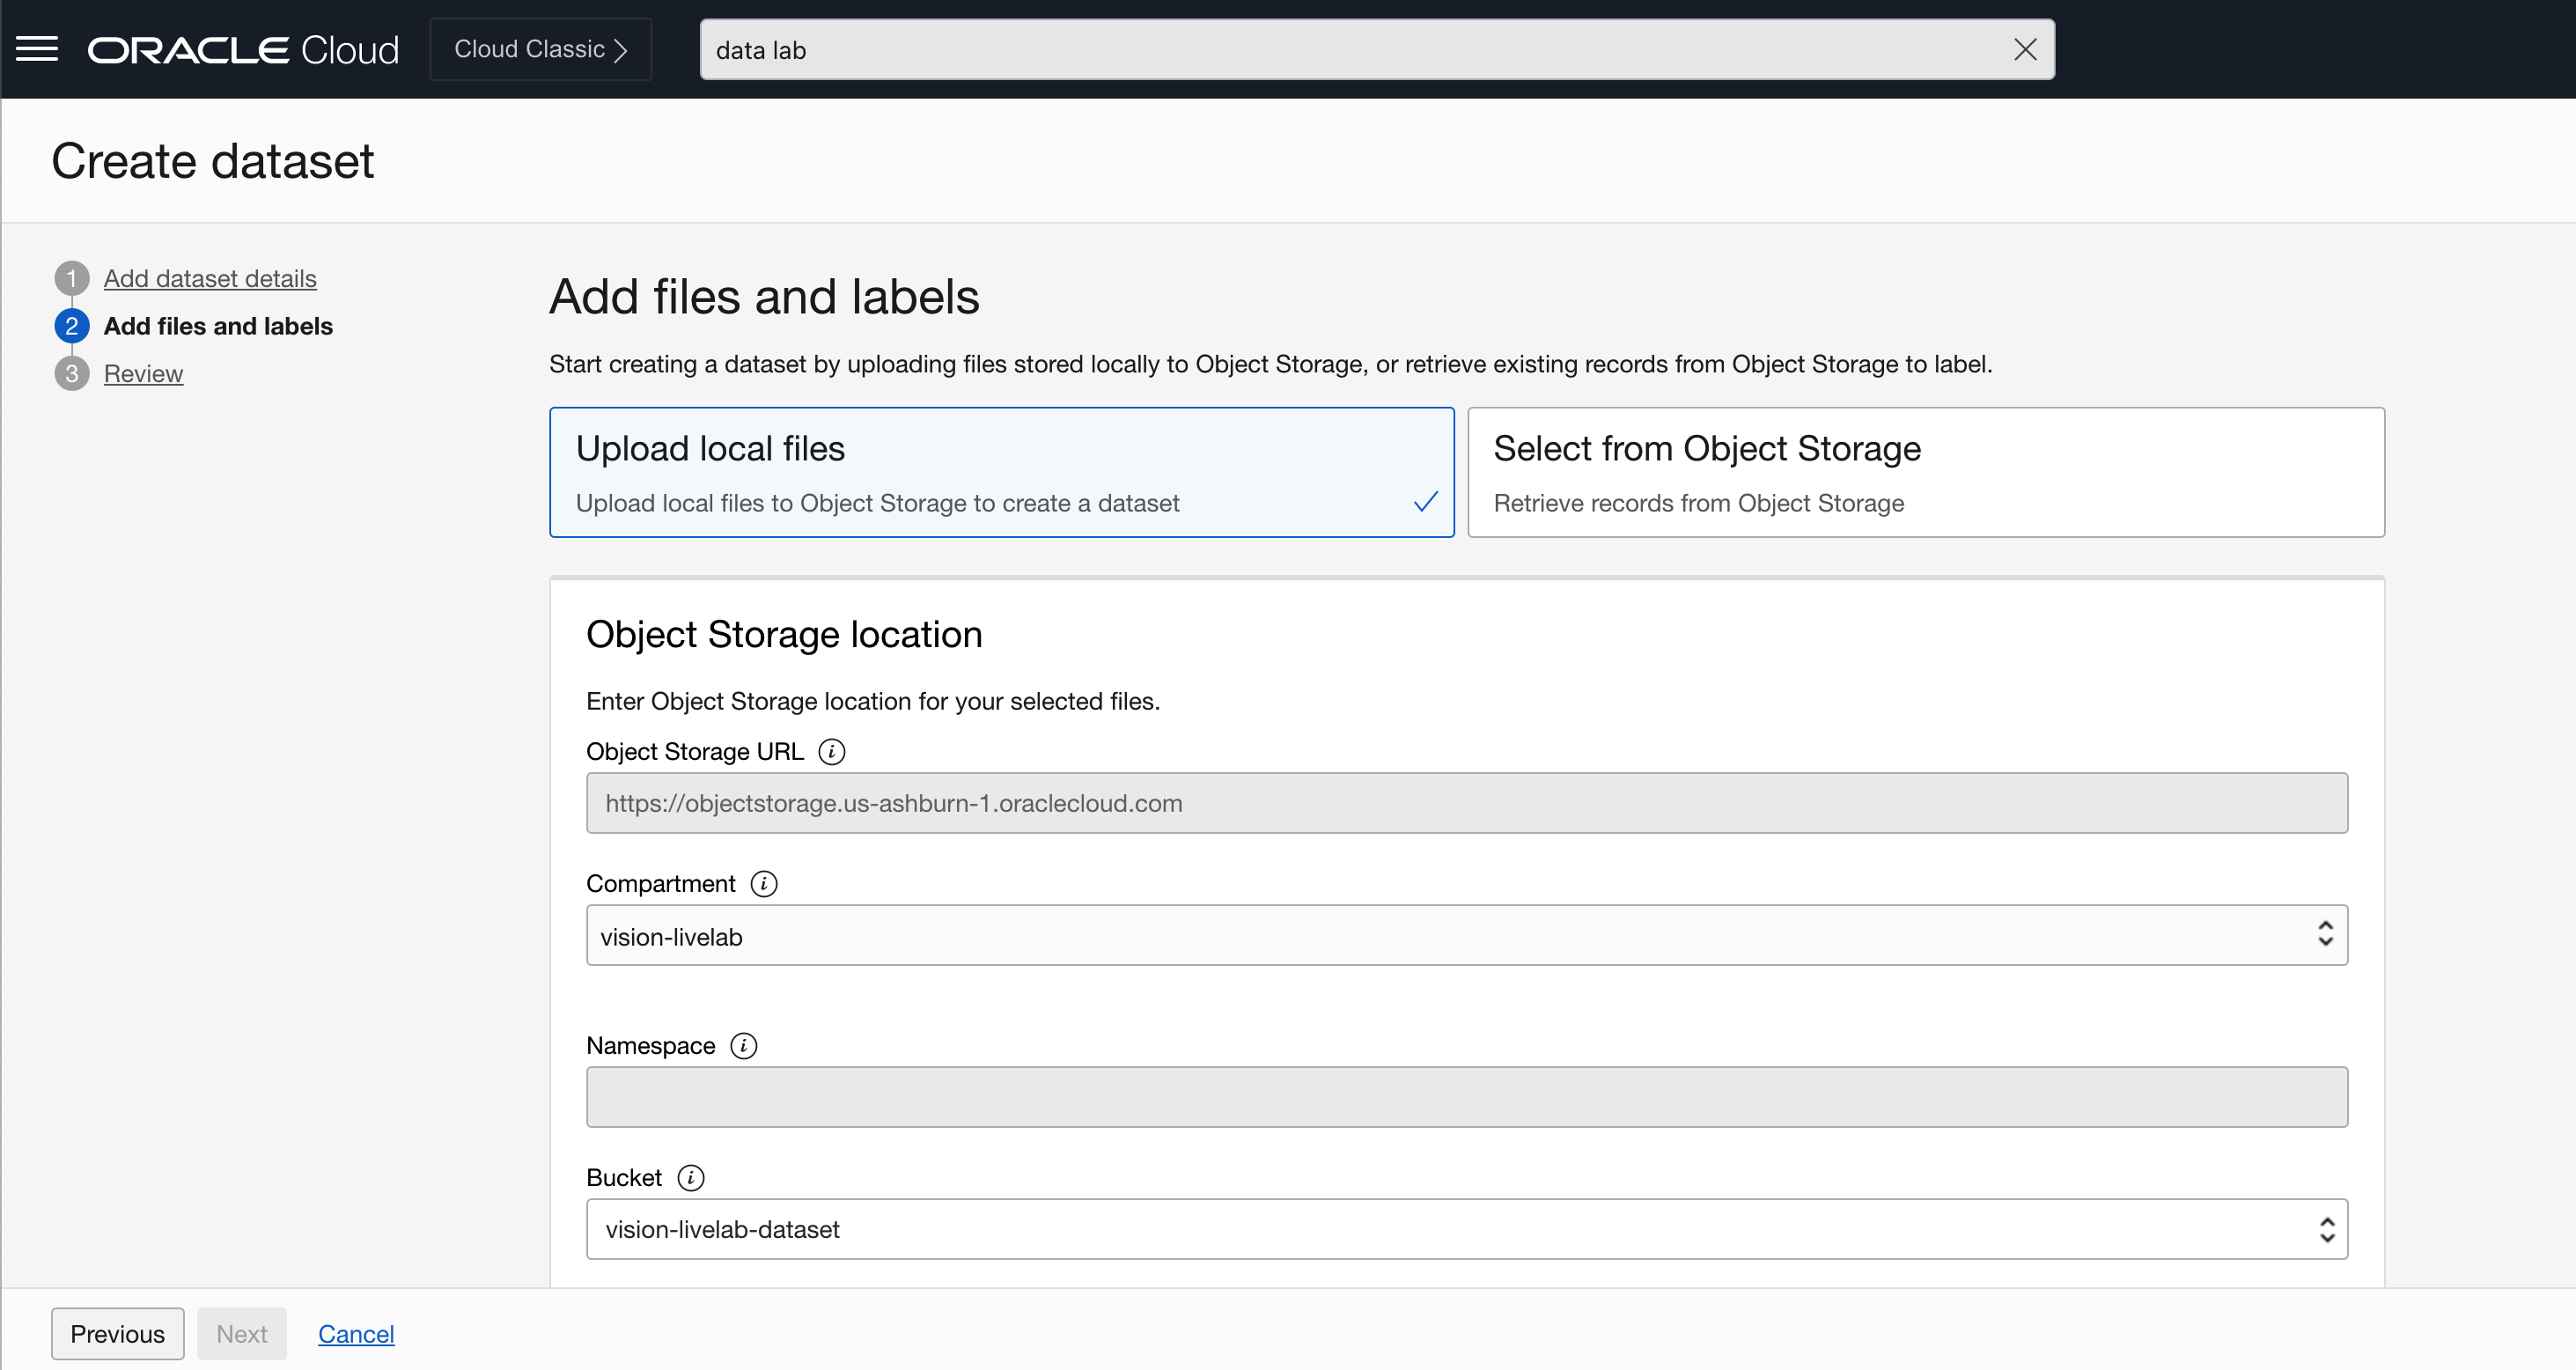 ORACLE Cloud
Cloud Classic
data lab
Create dataset
1 Add dataset details
2 Add files and labels
3 Review
Add files and labels
Start creating a dataset by uploading files stored locally to Object Storage, or retrieve existing records from Object Storage to label.
Upload local files
Upload local files to Object Storage to create a dataset
Select from Object Storage
Retrieve records from Object Storage
Object Storage location
Enter Object Storage location for your selected files.
Object Storage URL i
https://objectstorage.us-ashburn-1.oraclecloud.com
Compartment i
vision-livelab
Namespace i
Bucket i
vision-livelab-dataset
Previous Next Cancel